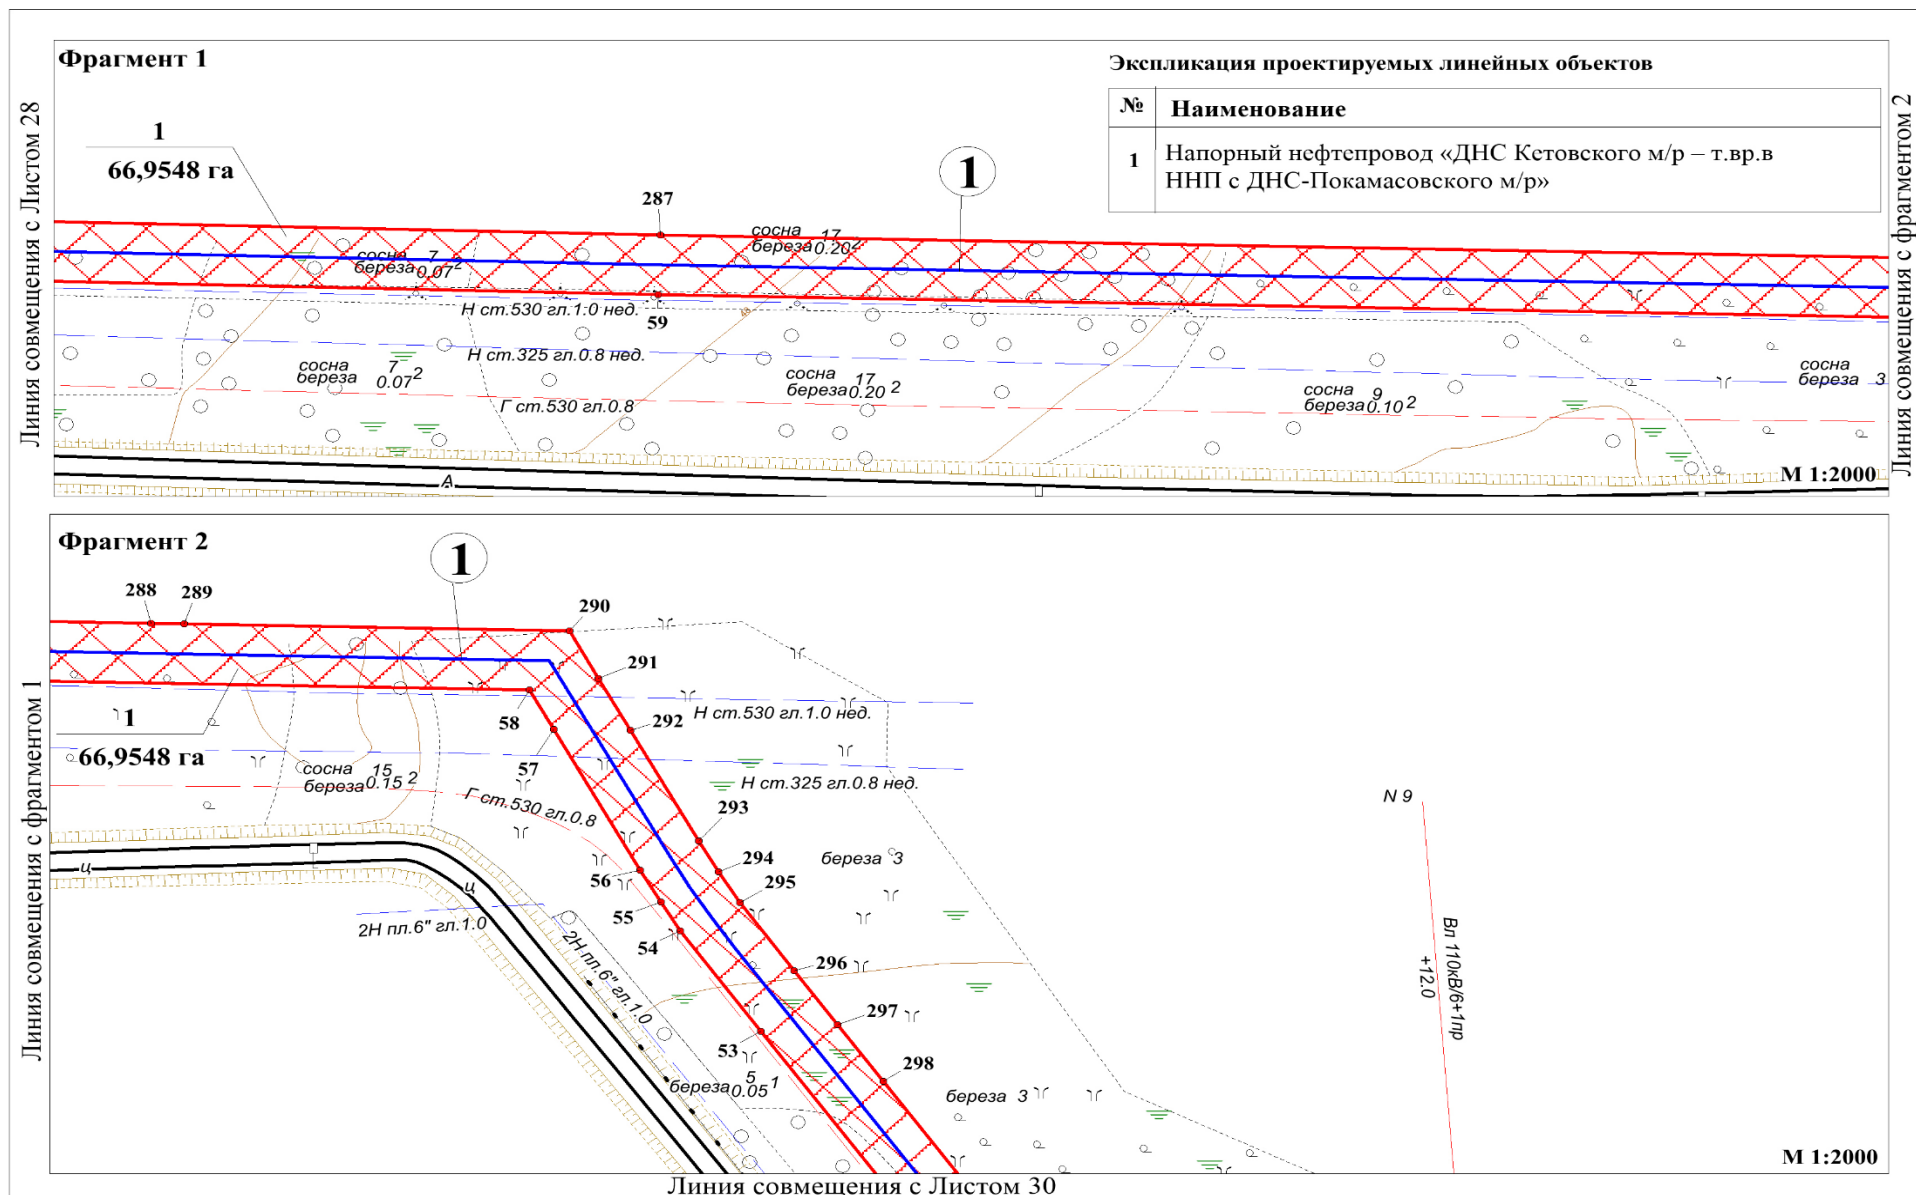 Фрагмент 1
Экспликация проектируемых линейных объектов
№ Наименование
1 Напорный нефтепровод «ДНС Кетовского м/р – т.вр.в
ННП с ДНС-Покамасовского м/р»
Линия совмещения с Листом 28
Линия совмещения с фрагментом 2
1
66,9548 га
1
287
сосна
береза
7
0.07
2
сосна
береза
17
0.20
2
Н ст.530 гл.1.0 нед.
59
Н ст.325 гл.0.8 нед.
сосна
береза
7
0.07
2
Г ст.530 гл.0.8
сосна
береза
17
0.20
2
сосна
береза
9
0.10
2
сосна
береза 3
А
М 1:2000
Фрагмент 2
Линия совмещения с фрагментом 1
1
288
289
290
291
292
58
57
1
66,9548 га
Н ст.530 гл.1.0 нед.
Н ст.325 гл.0.8 нед.
сосна
береза
15
0.15
2
Г ст.530 гл.0.8
293
294
295
береза 3
56
55
54
ц
ц
2Н пл.6" гл.1.0
2Н пл.6" гл.1.0
296
297
298
53
береза
5
0.05
1
береза 3
N 9
Вл 110кВ/6+1пр
+12.0
М 1:2000
Линия совмещения с Листом 30